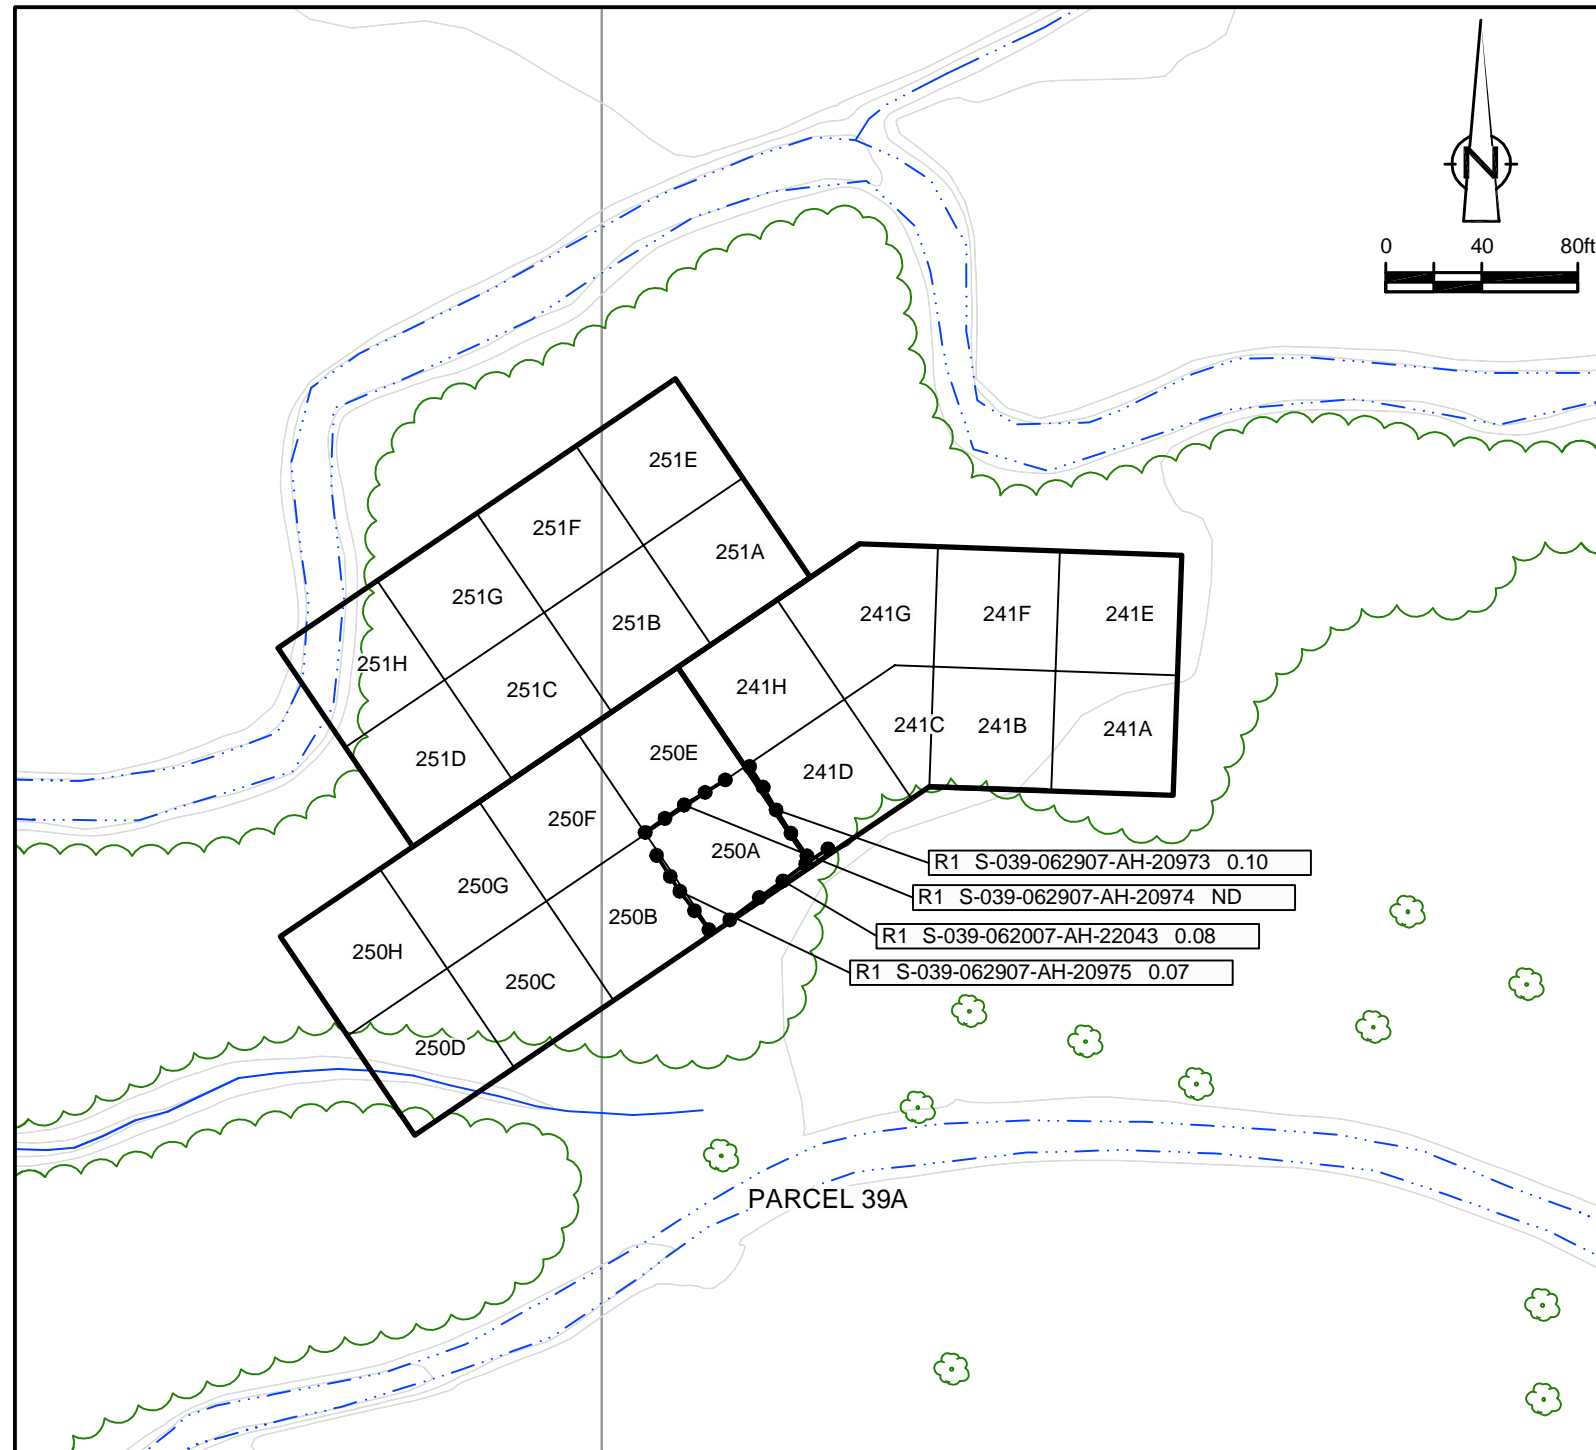 N
0 40 80ft
251E
251F
251A
251G
251B
241G
241F
241E
251H
251C
241H
241C
241B
241A
251D
250E
241D
250F
250A
R1 S-039-062907-AH-20973 0.10
250G
R1 S-039-062907-AH-20974 ND
250B
R1 S-039-062007-AH-22043 0.08
250H
R1 S-039-062907-AH-20975 0.07
250C
250D
PARCEL 39A